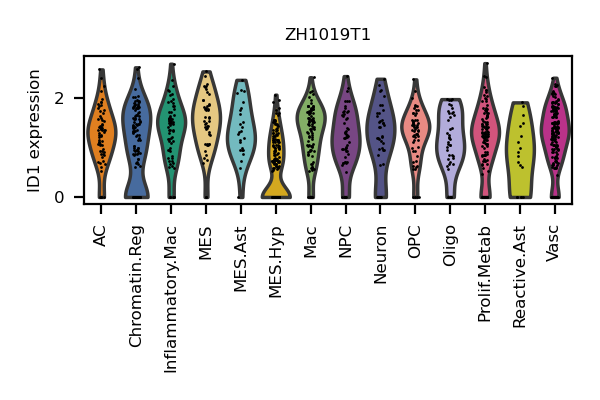 ZH1019T1
ID1 expression
2
0
AC
Chromatin.Reg
Inflammatory.Mac
MES
MES.Ast
MES.Hyp
Mac
NPC
Neuron
OPC
Oligo
Prolif.Metab
Reactive.Ast
Vasc